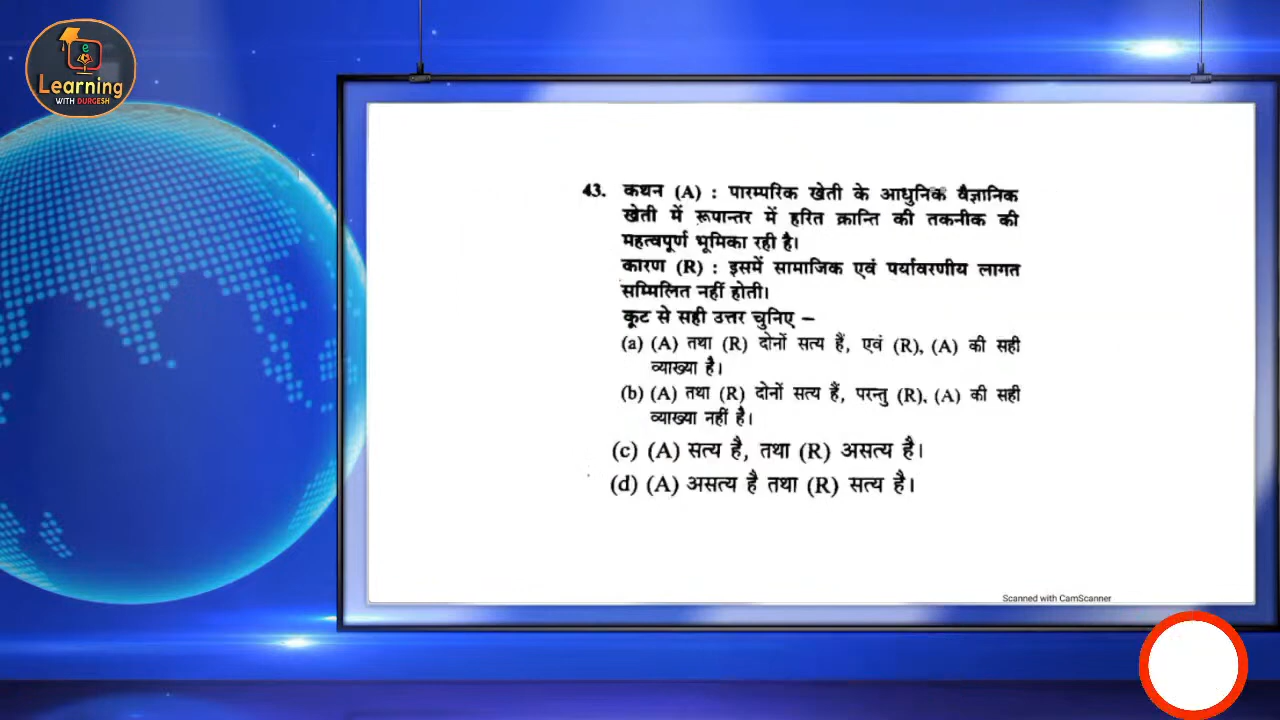 e
Learning
WITH DURGESH
43. कथन (A) : पारम्परिक खेती के आधुनिक वैज्ञानिक
खेती में रूपान्तर में हरित क्रान्ति की तकनीक की
महत्वपूर्ण भूमिका रही है।
कारण (R) : इसमें सामाजिक एवं पर्यावरणीय लागत
सम्मिलित नहीं होती।
कूट से सही उत्तर चुनिए –
(a) (A) तथा (R) दोनों सत्य हैं, एवं (R), (A) की सही
व्याख्या है।
(b) (A) तथा (R) दोनों सत्य हैं, परन्तु (R), (A) की सही
व्याख्या नहीं है।
(c) (A) सत्य है, तथा (R) असत्य है।
(d) (A) असत्य है तथा (R) सत्य है।
Scanned with CamScanner